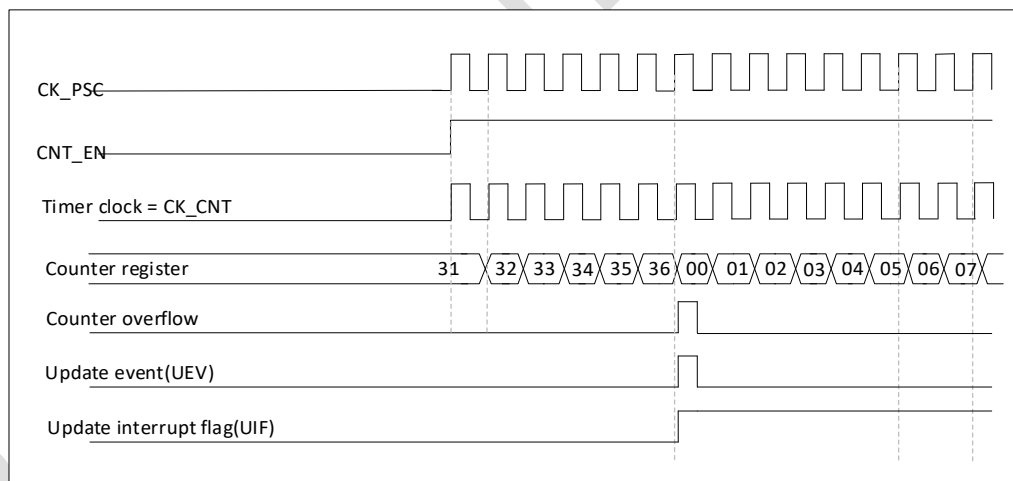 CK_PSC
CNT_EN
Timer clock = CK_CNT
Counter register 31 32 33 34 35 36 00 01 02 03 04 05 06 07
Counter overflow
Update event(UEV)
Update interrupt flag(UIF)